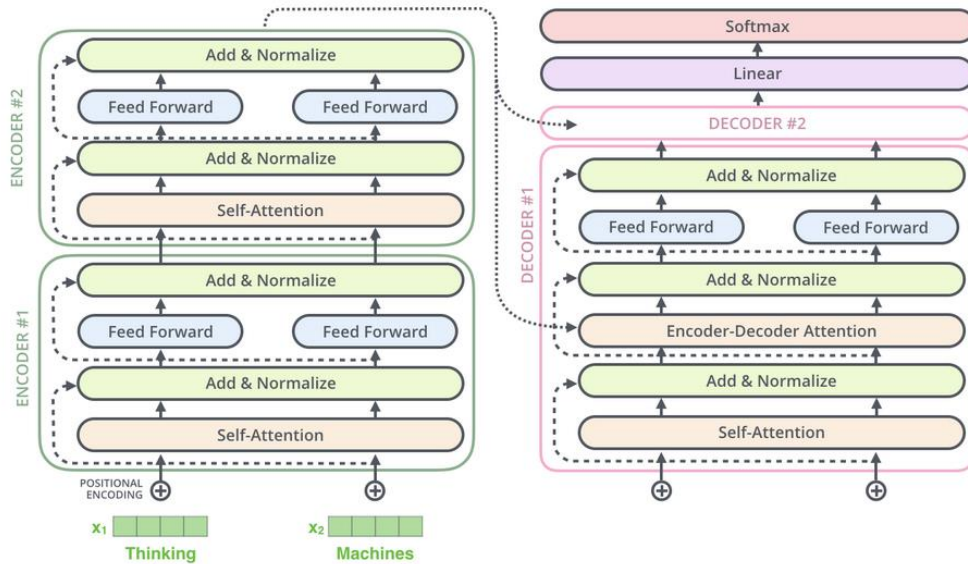 ENCODER #2
Add & Normalize
Feed Forward
Feed Forward
Add & Normalize
Self-Attention
ENCODER #1
Add & Normalize
Feed Forward
Feed Forward
Add & Normalize
Self-Attention
POSITIONAL
ENCODING
x1
x2
Thinking
Machines
Softmax
Linear
DECODER #2
DECODER #1
Add & Normalize
Feed Forward
Feed Forward
Add & Normalize
Encoder-Decoder Attention
Add & Normalize
Self-Attention